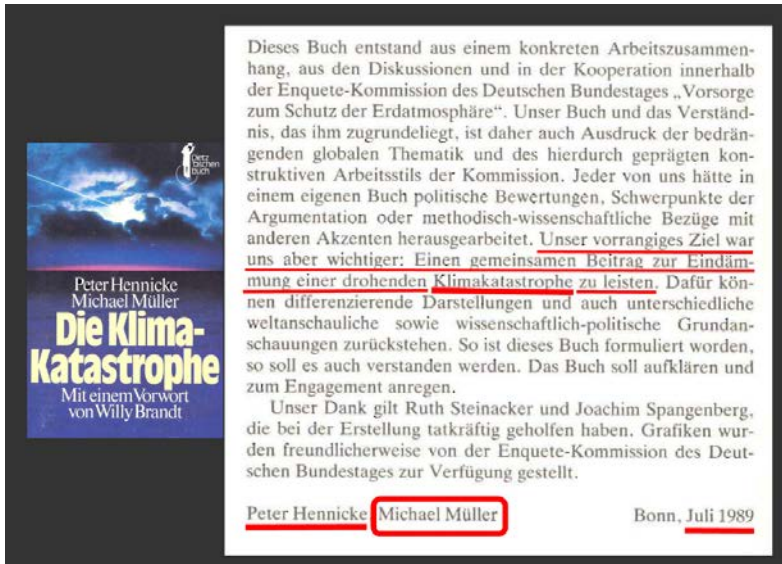 Dietz
Taschen
buch
Peter Hennicke
Michael Müller
Die Klima-
Katastrophe
Mit einem Vorwort
von Willy Brandt
Dieses Buch entstand aus einem konkreten Arbeitszusammen-
hang, aus den Diskussionen und in der Kooperation innerhalb
der Enquete-Kommission des Deutschen Bundestages „Vorsorge
zum Schutz der Erdatmosphäre“. Unser Buch und das Verständ-
nis, das ihm zugrundeliegt, ist daher auch Ausdruck der bedrän-
genden globalen Thematik und des hierdurch geprägten kon-
struktiven Arbeitsstils der Kommission. Jeder von uns hätte in
einem eigenen Buch politische Bewertungen, Schwerpunkte der
Argumentation oder methodisch-wissenschaftliche Bezüge mit
anderen Akzenten herausgearbeitet. Unser vorrangiges Ziel war
uns aber wichtiger: Einen gemeinsamen Beitrag zur Eindäm-
mung einer drohenden Klimakatastrophe zu leisten. Dafür kön-
nen differenzierende Darstellungen und auch unterschiedliche
weltanschauliche sowie wissenschaftlich-politische Grundan-
schauungen zurückstehen. So ist dieses Buch formuliert worden,
so soll es auch verstanden werden. Das Buch soll aufklären und
zum Engagement anregen.
Unser Dank gilt Ruth Steinacker und Joachim Spangenberg,
die bei der Erstellung tatkräftig geholfen haben. Grafiken wur-
den freundlicherweise von der Enquete-Kommission des Deut-
schen Bundestages zur Verfügung gestellt.
Peter Hennicke Michael Müller Bonn, Juli 1989